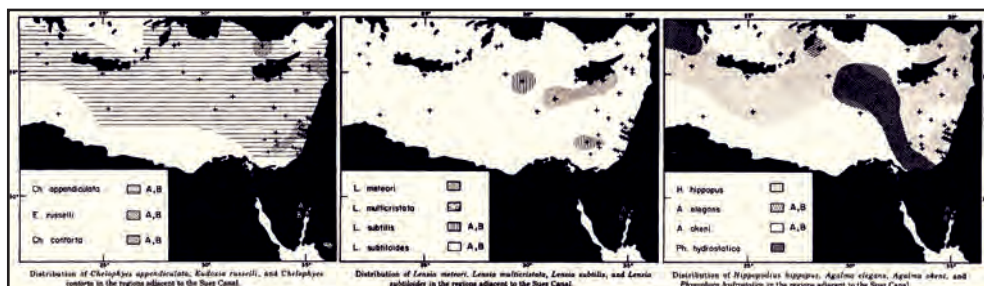 Ch. appendiculata A,B
E. russelli A,B
Ch. contorta A,B
Distribution of Chelophyes appendiculata, Eudoxia russelli, and Chelophyes
contorta in the regions adjacent to the Suez Canal.
L. meteori
L. multicristata
L. subtilis A,B
L. subtiloides A,B
Distribution of Lensia meteori, Lensia multicristata, Lensia subtilis, and Lensia
subtiloides in the regions adjacent to the Suez Canal.
H. hippopus
A. elegans A,B
A. okeni A,B
Ph. hydrostatica
Distribution of Hippopodius hippopus, Agalma elegans, Agalma okeni, and
Physophora hydrostatica in the regions adjacent to the Suez Canal.